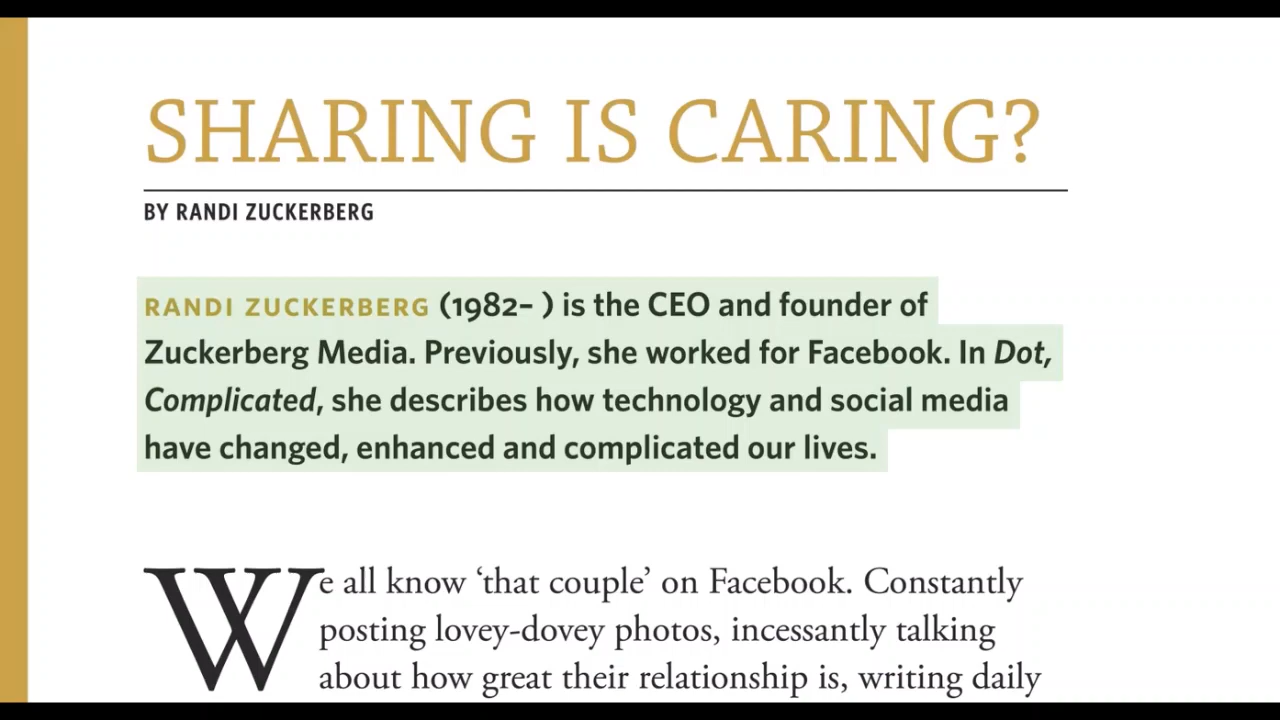 SHARING IS CARING?
BY RANDI ZUCKERBERG
RANDI ZUCKERBERG (1982– ) is the CEO and founder of
Zuckerberg Media. Previously, she worked for Facebook. In Dot,
Complicated, she describes how technology and social media
have changed, enhanced and complicated our lives.
We all know ‘that couple’ on Facebook. Constantly
posting lovey-dovey photos, incessantly talking
about how great their relationship is, writing daily